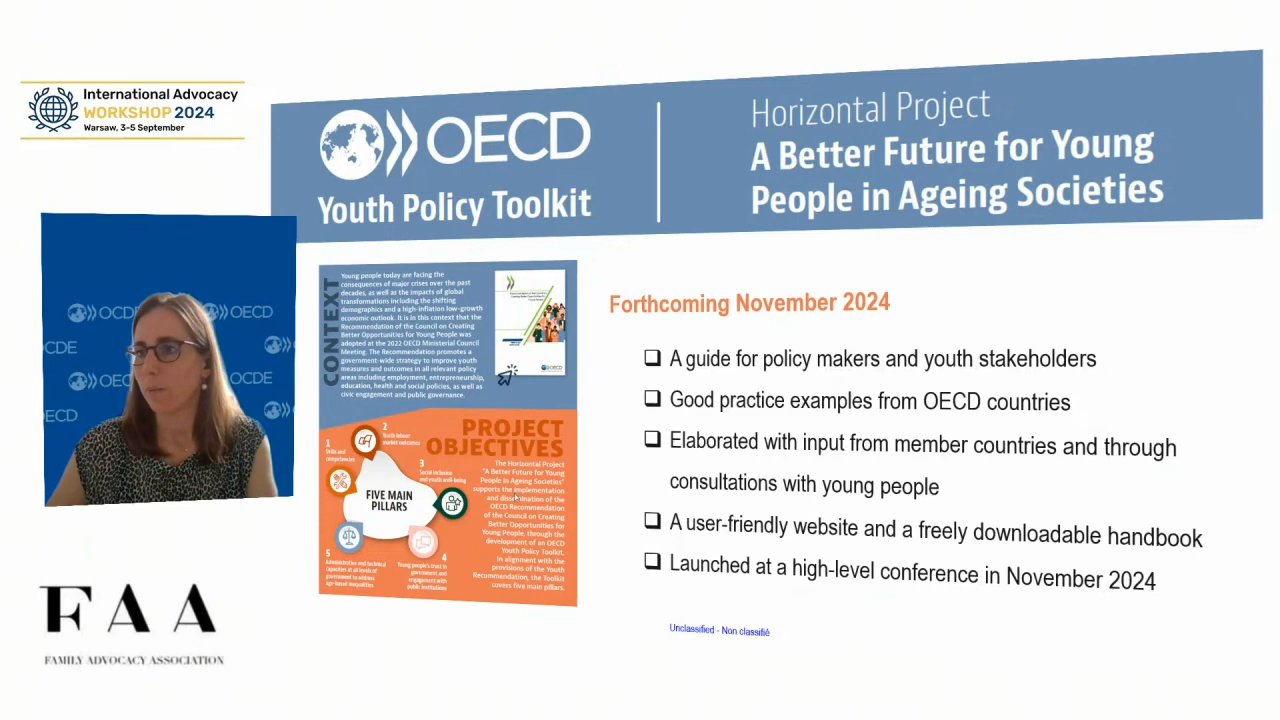 International Advocacy
WORKSHOP 2024
Warsaw, 3-5 September
OECD
Youth Policy Toolkit
Horizontal Project
A Better Future for Young
People in Ageing Societies
OCDE
OECD
CDE
OEC
OCDE
ECD
CONTEXT
Young people today are facing the
consequences of major crises over the past
decades, as well as the impacts of global
transformations including the shifting
demographics and a high-inflation low-growth
economic outlook. It is in this context that the
Recommendation of the Council on Creating
Better Opportunities for Young People was
adopted at the 2022 OECD Ministerial Council
Meeting. The Recommendation promotes a
government-wide strategy to improve youth
measures and outcomes in all relevant policy
areas including employment, entrepreneurship,
education, health and social policies, as well as
civic engagement and public governance.
PROJECT
OBJECTIVES
The Horizontal Project
"A Better Future for Young
People in Ageing Societies"
supports the implementation
and dissemination of the
OECD Recommendation
of the Council on Creating
Better Opportunities for
Young People, through the
development of an OECD
Youth Policy Toolkit.
In alignment with the
provisions of the Youth
Recommendation, the Toolkit
covers five main pillars.
FIVE MAIN
PILLARS
1
Skills and
competencies
2
Youth labour
market outcomes
3
Social inclusion
and youth well-being
4
Young people's trust in
government and
engagement with
public institutions
5
Administrative and technical
capacities at all levels of
government to address
age-based inequalities
Forthcoming November 2024
A guide for policy makers and youth stakeholders
Good practice examples from OECD countries
Elaborated with input from member countries and through
consultations with young people
A user-friendly website and a freely downloadable handbook
Launched at a high-level conference in November 2024
Unclassified - Non classifié
FAA
FAMILY ADVOCACY ASSOCIATION